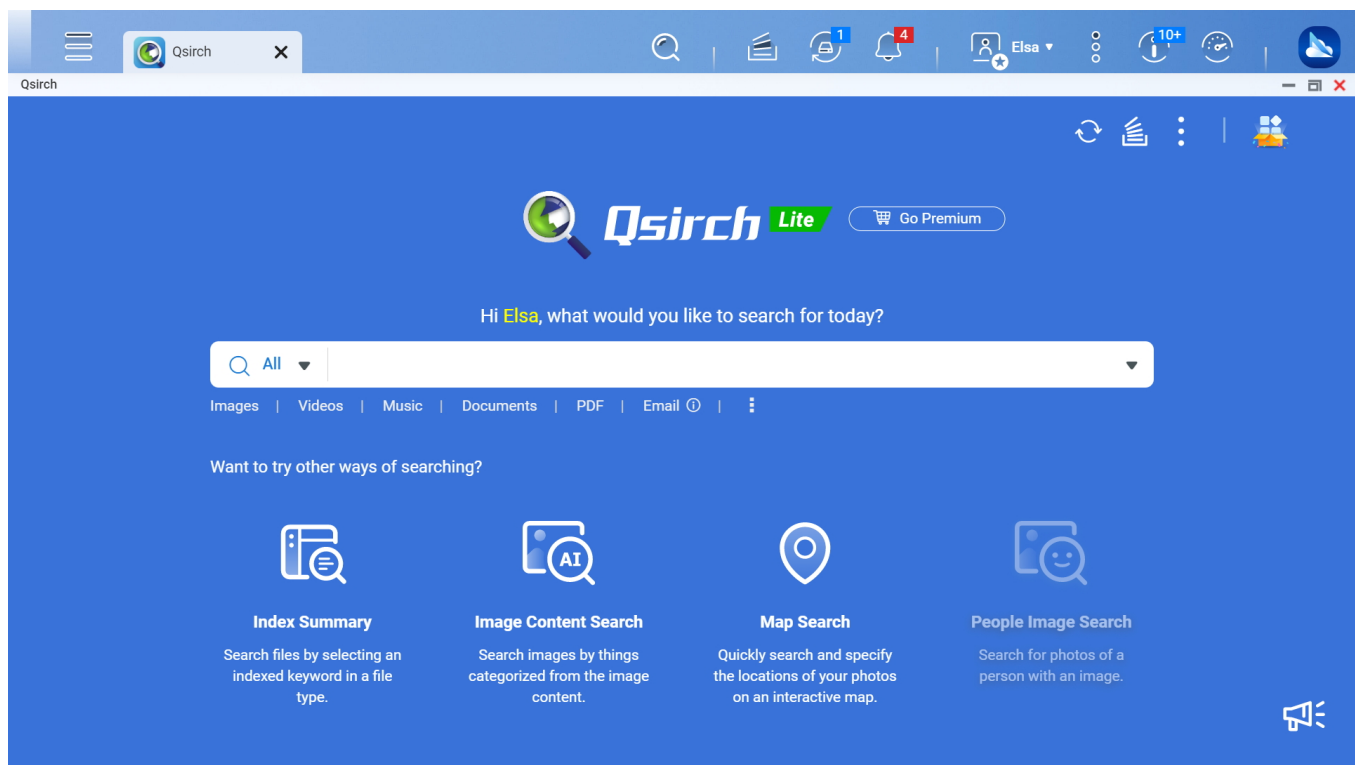 Qsirch
1
4
Elsa
10+
Qsirch
Qsirch Lite
Go Premium
Hi Elsa, what would you like to search for today?
All
Images | Videos | Music | Documents | PDF | Email |
Want to try other ways of searching?
AI
Index Summary
Search files by selecting an
indexed keyword in a file
type.
Image Content Search
Search images by things
categorized from the image
content.
Map Search
Quickly search and specify
the locations of your photos
on an interactive map.
People Image Search
Search for photos of a
person with an image.